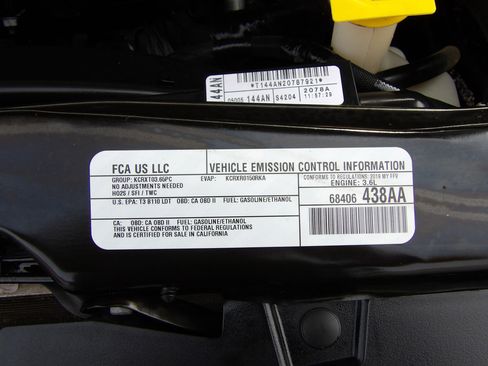 144AN
*T144AN20787921*
05005 144AN S4204 2078A
11:57:29
FCA US LLC VEHICLE EMISSION CONTROL INFORMATION
GROUP: KCRXT03.65PC EVAP: KCRXR0150RKA CONFORMS TO REGULATIONS: 2019 MY FFV
NO ADJUSTMENTS NEEDED ENGINE: 3.6L
HO2S / SFI / TWC 68406 438AA
U.S. EPA: T3 B110 LDT OBD: CA OBD II FUEL: GASOLINE/ETHANOL
CA: OBD: CA OBD II FUEL: GASOLINE/ETHANOL
THIS VEHICLE CONFORMS TO FEDERAL REGULATIONS
AND IS CERTIFIED FOR SALE IN CALIFORNIA